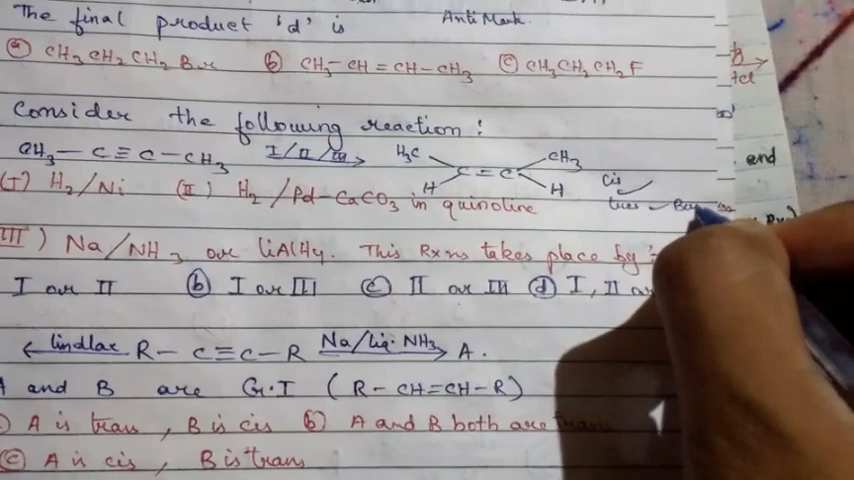 The final product 'd' is Anti Mark.
(a) CH3CH2CH2Br (b) CH3-CH=CH-CH3 (c) CH3CH2CH2F
Consider the following reaction:
CH3-C≡C-CH3 I/II/III → H3C CH3
C=C
H H
cis
(I) H2/Ni (II) H2/Pd-CaCO3 in quinoline
III) Na/NH3 or LiAlH4. This Rxns takes place by:
I or II (b) I or III (c) II or III (d) I, II or
← lindlar R-C≡C-R Na/liq. NH3 → A.
A and B are G.I (R-CH=CH-R)
A is trans, B is cis (b) A and B both are trans
(c) A is cis, B is trans
and